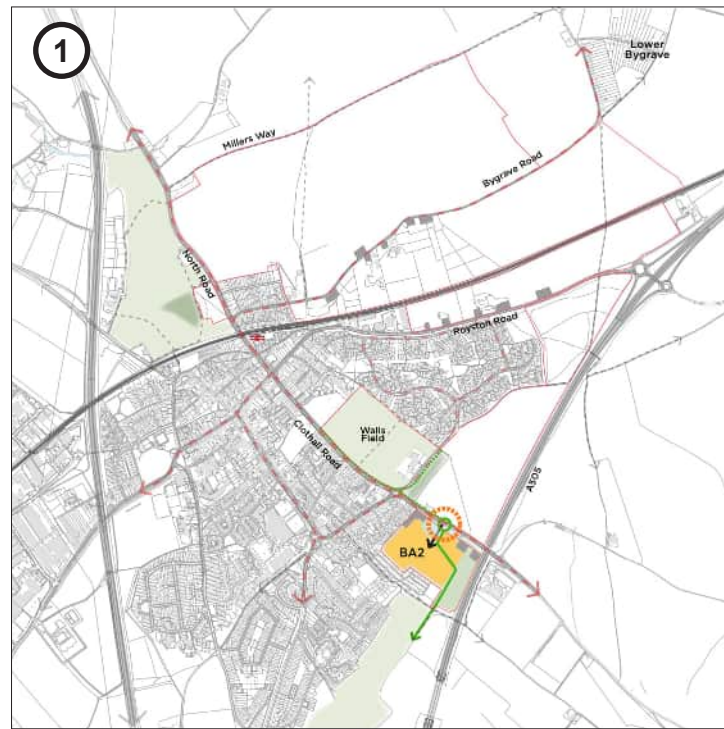 1
Lower
Bygrave
Millers Way
Bygrave Road
North Road
Royston Road
Walls
Field
Clothall Road
A505
BA2